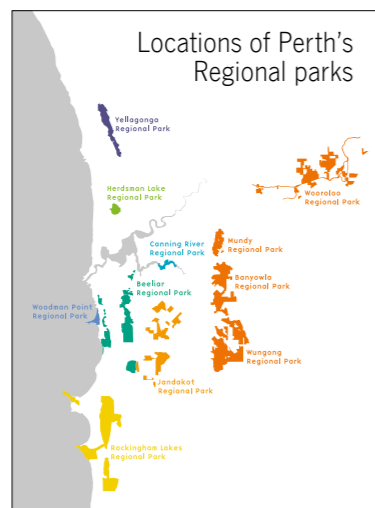 Locations of Perth's
Regional parks
Yellagonga
Regional Park
Wooroloo
Regional Park
Herdsman Lake
Regional Park
Canning River
Regional Park
Mundy
Regional Park
Beeliar
Regional Park
Banyowla
Regional Park
Woodman Point
Regional Park
Wungong
Regional Park
Jandakot
Regional Park
Rockingham Lakes
Regional Park